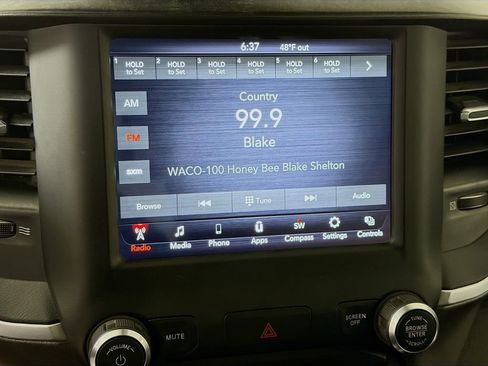 6:37 48°F out
1 HOLD to Set 2 HOLD to Set 3 HOLD to Set 4 HOLD to Set 5 HOLD to Set 6 HOLD to Set
AM
Country
99.9
FM
Blake
sxm
WACO-100 Honey Bee Blake Shelton
Browse Tune Audio
SW
Radio Media Phone Apps Compass Settings Controls
VOLUME
MUTE
SCREEN OFF
TUNE
BROWSE
ENTER
SCROLL